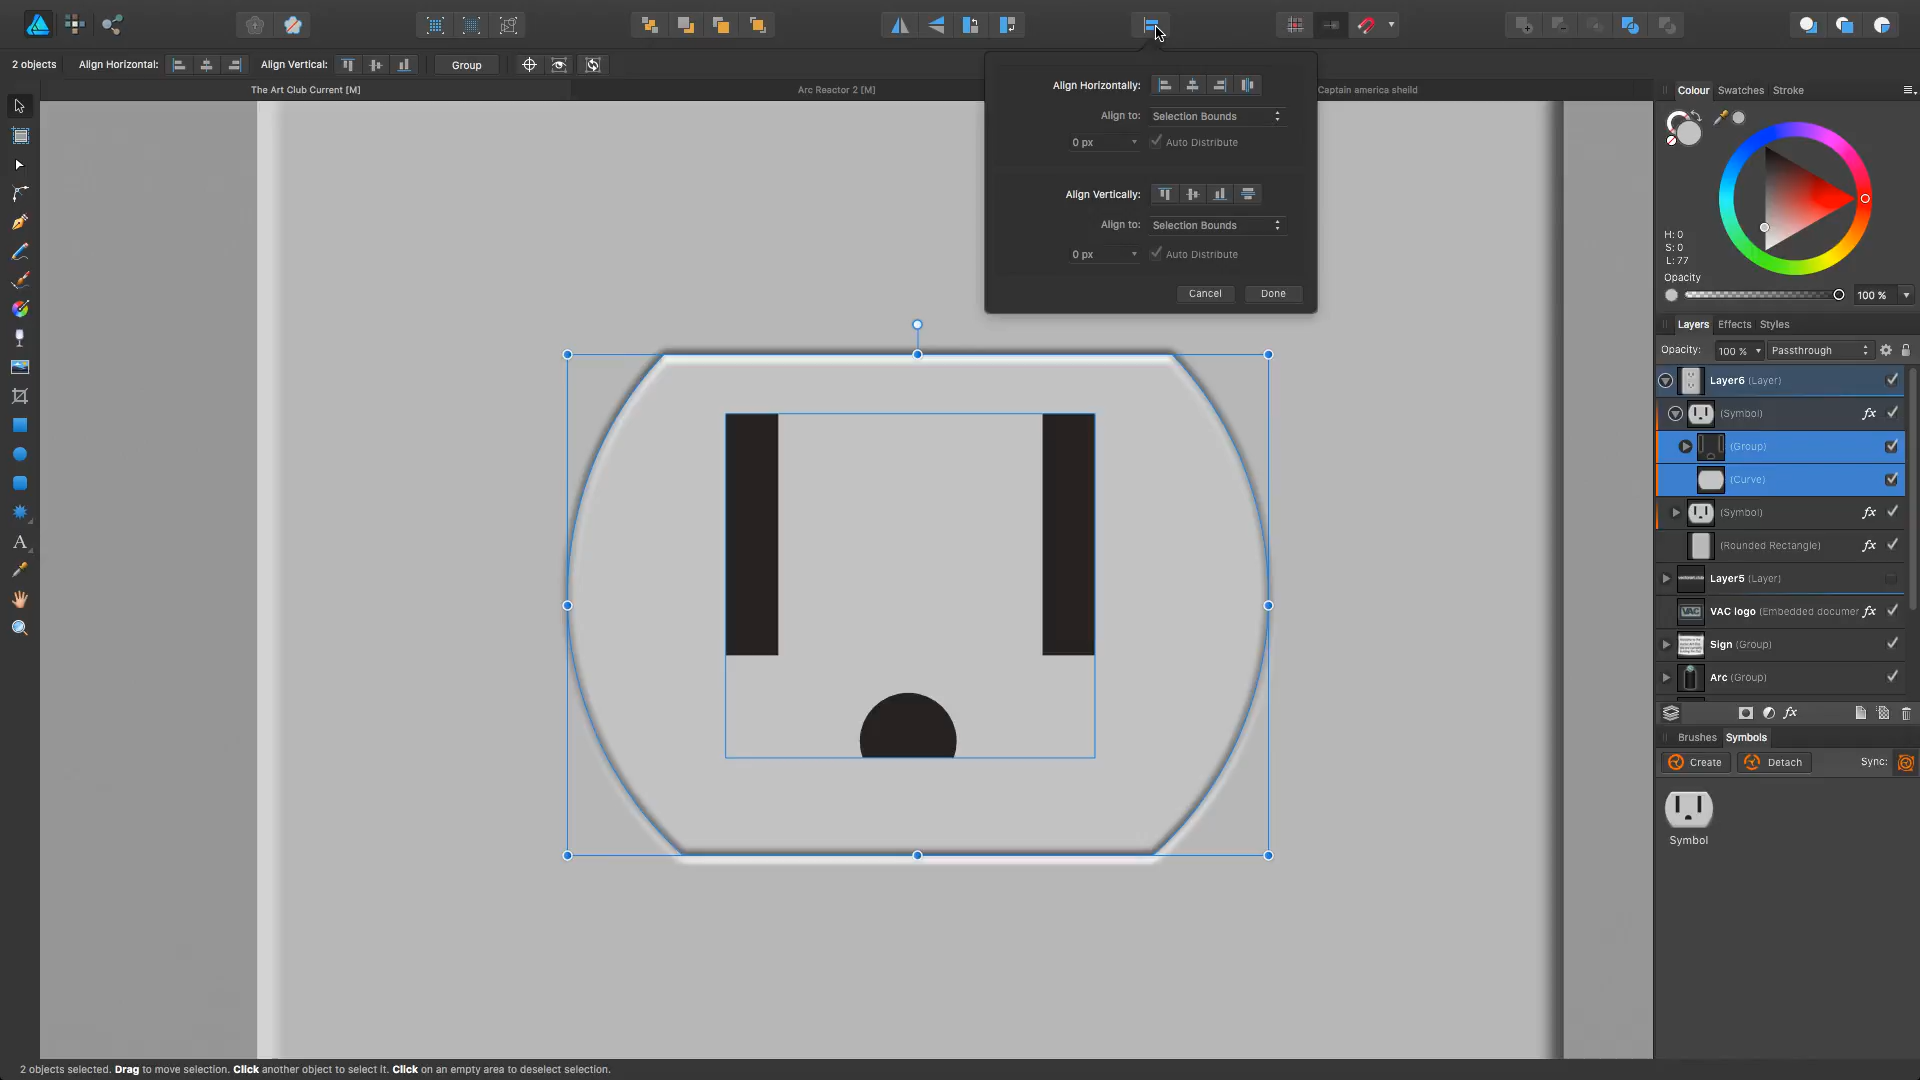 2 objects
Align Horizontal:
Align Vertical:
Group
The Art Club Current [M]
Arc Reactor 2 [M]
Captain america sheild
Align Horizontally:
Align to: Selection Bounds
0 px
Auto Distribute
Align Vertically:
Align to: Selection Bounds
0 px
Auto Distribute
Cancel
Done
Colour Swatches Stroke
H: 0
S: 0
L: 77
Opacity
100 %
Layers Effects Styles
Opacity: 100 % Passthrough
Layer6 (Layer)
(Symbol) fx
(Group)
(Curve)
(Symbol) fx
(Rounded Rectangle) fx
Layer5 (Layer)
VAC logo (Embedded documer fx
Sign (Group)
Arc (Group)
fx
Brushes Symbols
Create Detach Sync:
Symbol
A
2 objects selected. Drag to move selection. Click another object to select it. Click on an empty area to deselect selection.